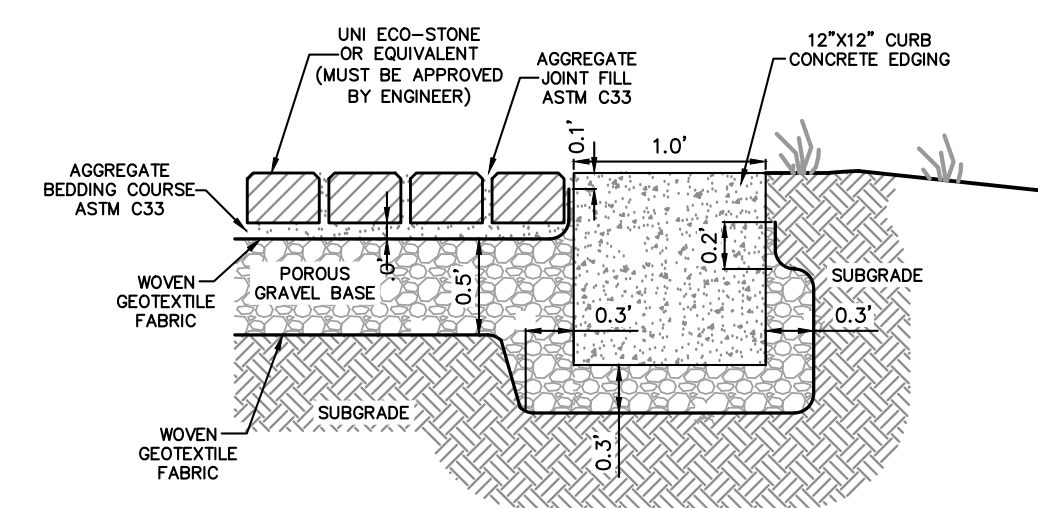 UNI ECO-STONE
OR EQUIVALENT
(MUST BE APPROVED
BY ENGINEER)
AGGREGATE
JOINT FILL
ASTM C33
12"X12" CURB
CONCRETE EDGING
0.1'
1.0'
AGGREGATE
BEDDING COURSE
ASTM C33
0.2'
WOVEN
GEOTEXTILE
FABRIC
POROUS
GRAVEL BASE
.0'
0.5'
SUBGRADE
0.3'
0.3'
SUBGRADE
WOVEN
GEOTEXTILE
FABRIC
0.3'